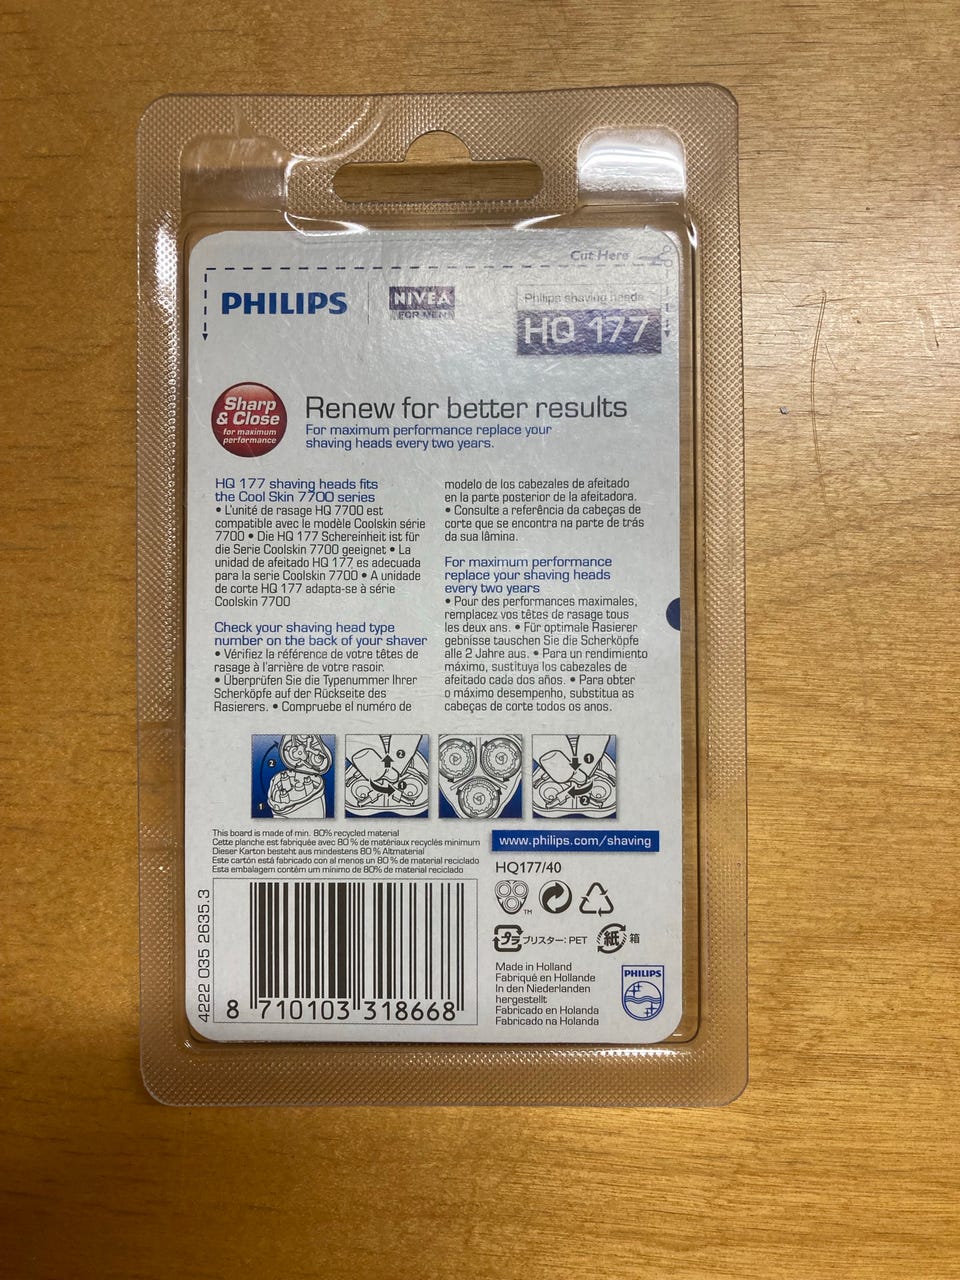 Cut Here
PHILIPS
NIVEA
FOR MEN
Philips shaving heads
HQ 177
Sharp
& Close
for maximum
performance
Renew for better results
For maximum performance replace your
shaving heads every two years.
HQ 177 shaving heads fits
the Cool Skin 7700 series
• L'unité de rasage HQ 7700 est
compatible avec le modèle Coolskin série
7700 • Die HQ 177 Schereinheit ist für
die Serie Coolskin 7700 geeignet • La
unidad de afeitado HQ 177 es adecuada
para la serie Coolskin 7700 • A unidade
de corte HQ 177 adapta-se à série
Coolskin 7700
Check your shaving head type
number on the back of your shaver
• Vérifiez la référence de votre têtes de
rasage à l'arrière de votre rasoir.
• Überprüfen Sie die Typenummer Ihrer
Scherköpfe auf der Rückseite des
Rasierers. • Compruebe el numéro de
modelo de los cabezales de afeitado
en la parte posterior de la afeitadora.
• Consulte a referência da cabeças de
corte que se encontra na parte de trás
da sua lâmina.
For maximum performance
replace your shaving heads
every two years
• Pour des performances maximales,
remplacez vos têtes de rasage tous
les deux ans. • Für optimale Rasierer
gebnisse tauschen Sie die Scherköpfe
alle 2 Jahre aus. • Para un rendimiento
máximo, sustituya los cabezales de
afeitado cada dos años. • Para obter
o máximo desempenho, substitua as
cabeças de corte todos os anos.
2
1
2
1
1
2
This board is made of min. 80% recycled material
Cette planche est fabriquée avec 80 % de matériaux recyclés minimum
Dieser Karton besteht aus mindestens 80 % Altmaterial
Este cartón está fabricado con al menos un 80 % de material reciclado
Esta embalagem contém um mínimo de 80% de material reciclado
www.philips.com/shaving
HQ177/40
TM
プラ ブリスター: PET 紙 箱
4222 035 2635.3
8 710103 318668
Made in Holland
Fabriqué en Hollande
In den Niederlanden
hergestellt
Fabricado en Holanda
Fabricado na Holanda
PHILIPS